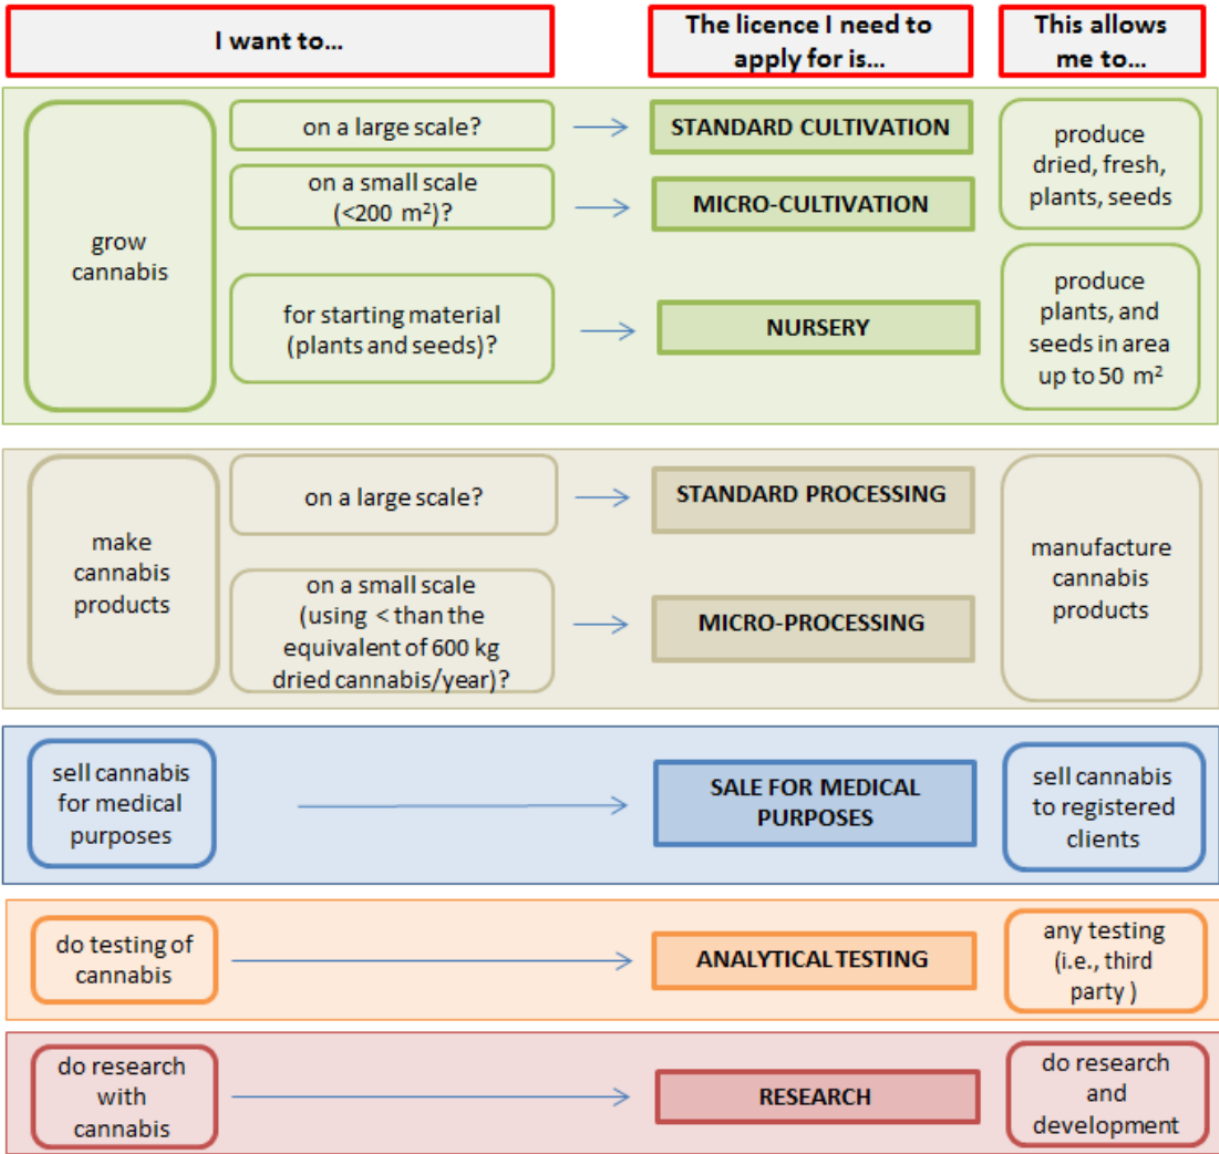 I want to...
The licence I need to
apply for is...
This allows
me to...
grow
cannabis
on a large scale?
STANDARD CULTIVATION
on a small scale
(<200 m²)?
MICRO-CULTIVATION
produce
dried, fresh,
plants, seeds
for starting material
(plants and seeds)?
NURSERY
produce
plants, and
seeds in area
up to 50 m²
make
cannabis
products
on a large scale?
STANDARD PROCESSING
on a small scale
(using < than the
equivalent of 600 kg
dried cannabis/year)?
MICRO-PROCESSING
manufacture
cannabis
products
sell cannabis
for medical
purposes
SALE FOR MEDICAL
PURPOSES
sell cannabis
to registered
clients
do testing of
cannabis
ANALYTICAL TESTING
any testing
(i.e., third
party )
do research
with
cannabis
RESEARCH
do research
and
development